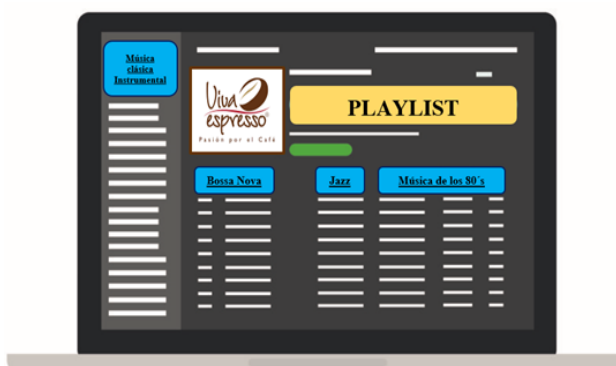 Música
clásica
Instrumental
Viva
espresso
Pasión por el Café
PLAYLIST
Bossa Nova
Jazz
Música de los 80´s